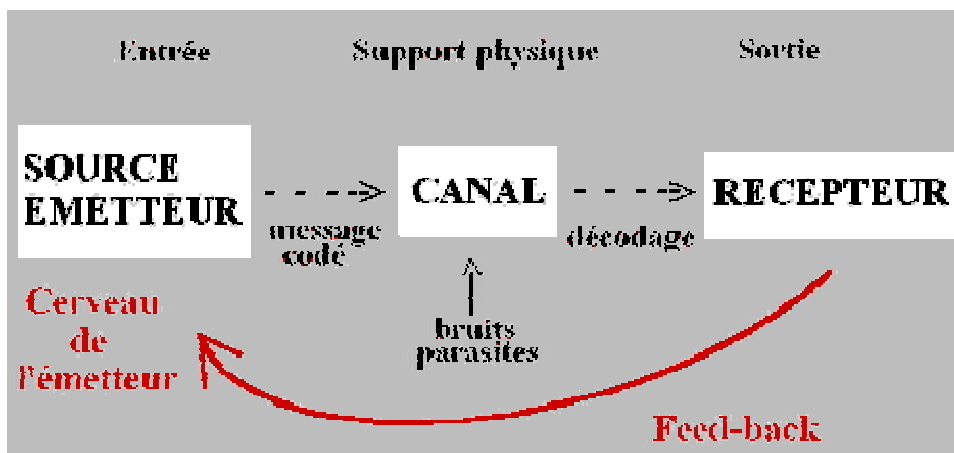 Entrée
Support physique
Sortie
SOURCE
EMETTEUR
CANAL
RECEPTEUR
message
codé
décodage
bruits
parasites
Cerveau
de
l'émetteur
Feed-back